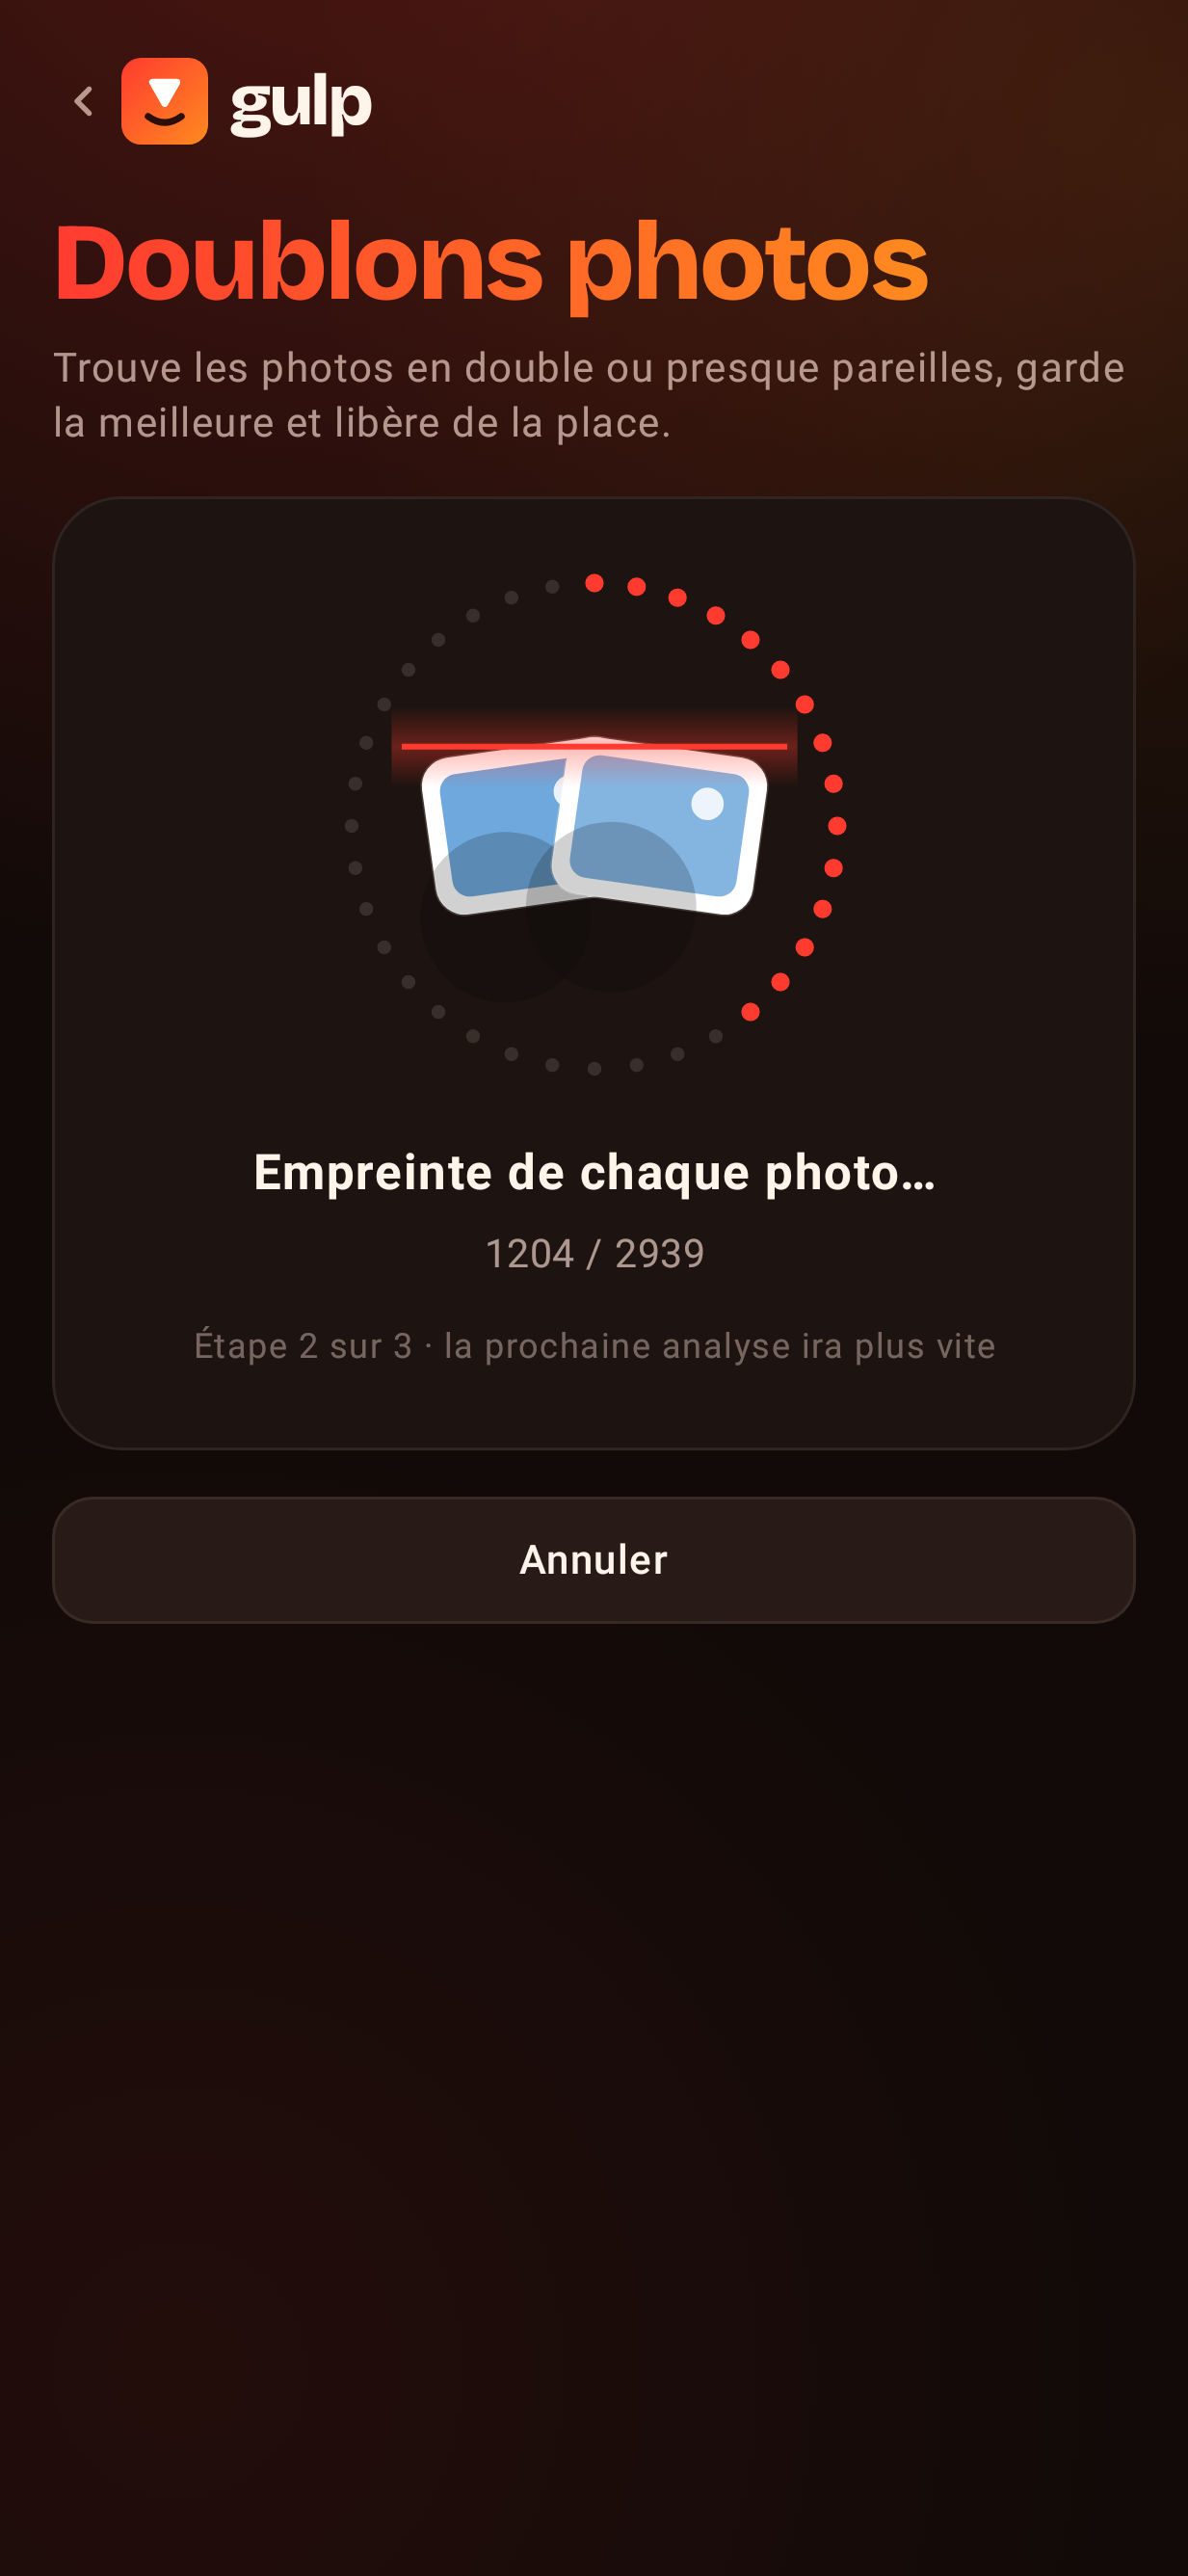 gulp
Doublons photos
Trouve les photos en double ou presque pareilles, garde
la meilleure et libère de la place.
Empreinte de chaque photo…
1204 / 2939
Étape 2 sur 3 · la prochaine analyse ira plus vite
Annuler